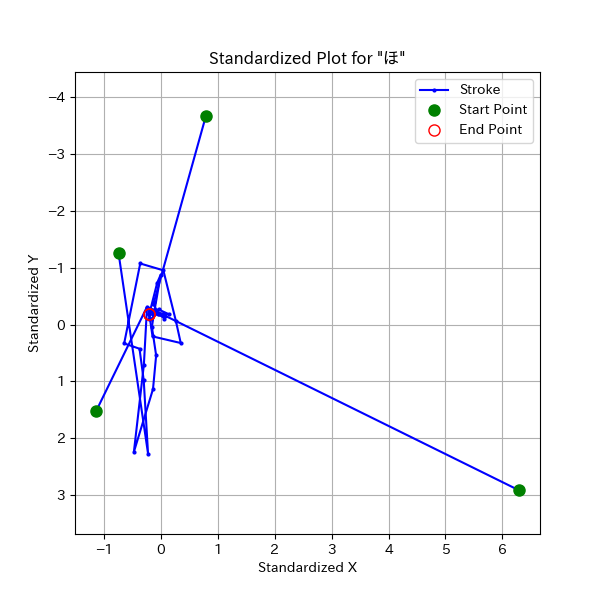 Standardized Plot for "ほ"
Stroke
Start Point
End Point
−4
−3
−2
−1
0
1
2
3
Standardized Y
−1 0 1 2 3 4 5 6
Standardized X